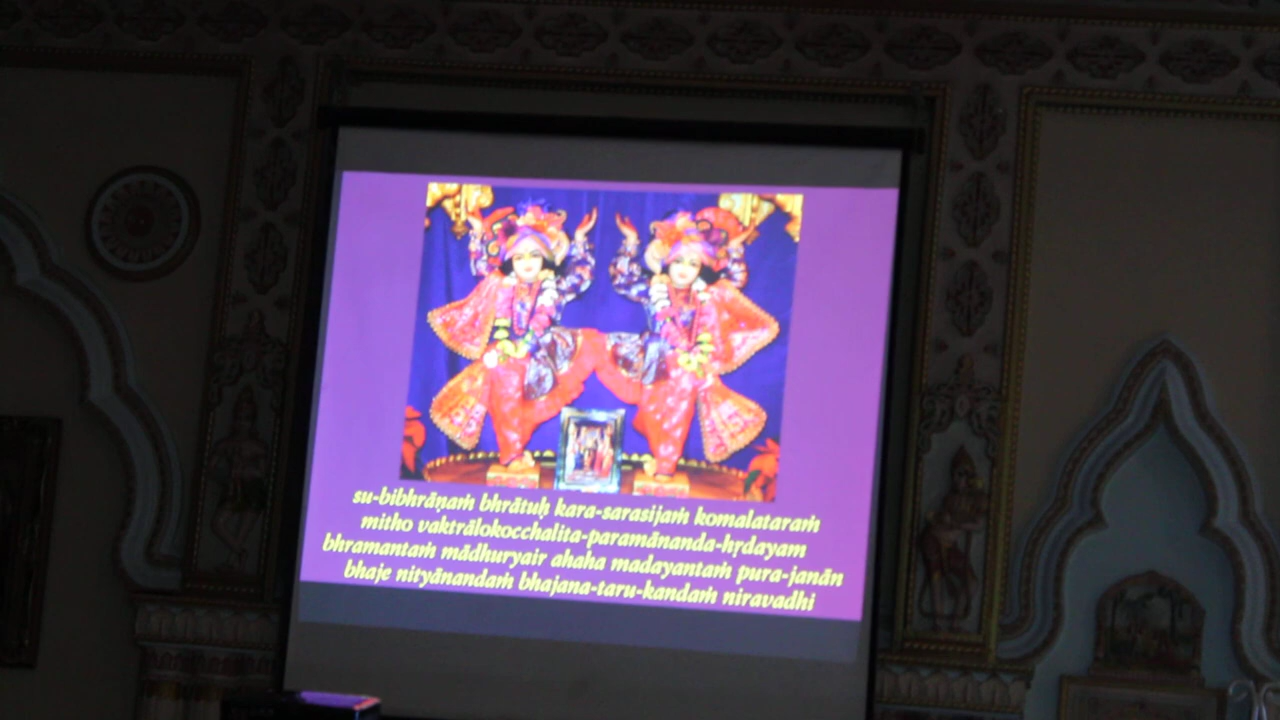 su-bibhrāṇaṁ bhrātuḥ kara-sarasijaṁ komalataraṁ
mitho vaktrālokocchalita-paramānanda-hṛdayam
bhramantaṁ mādhuryair ahaha madayantaṁ pura-janān
bhaje nityānandaṁ bhajana-taru-kandaṁ niravadhi